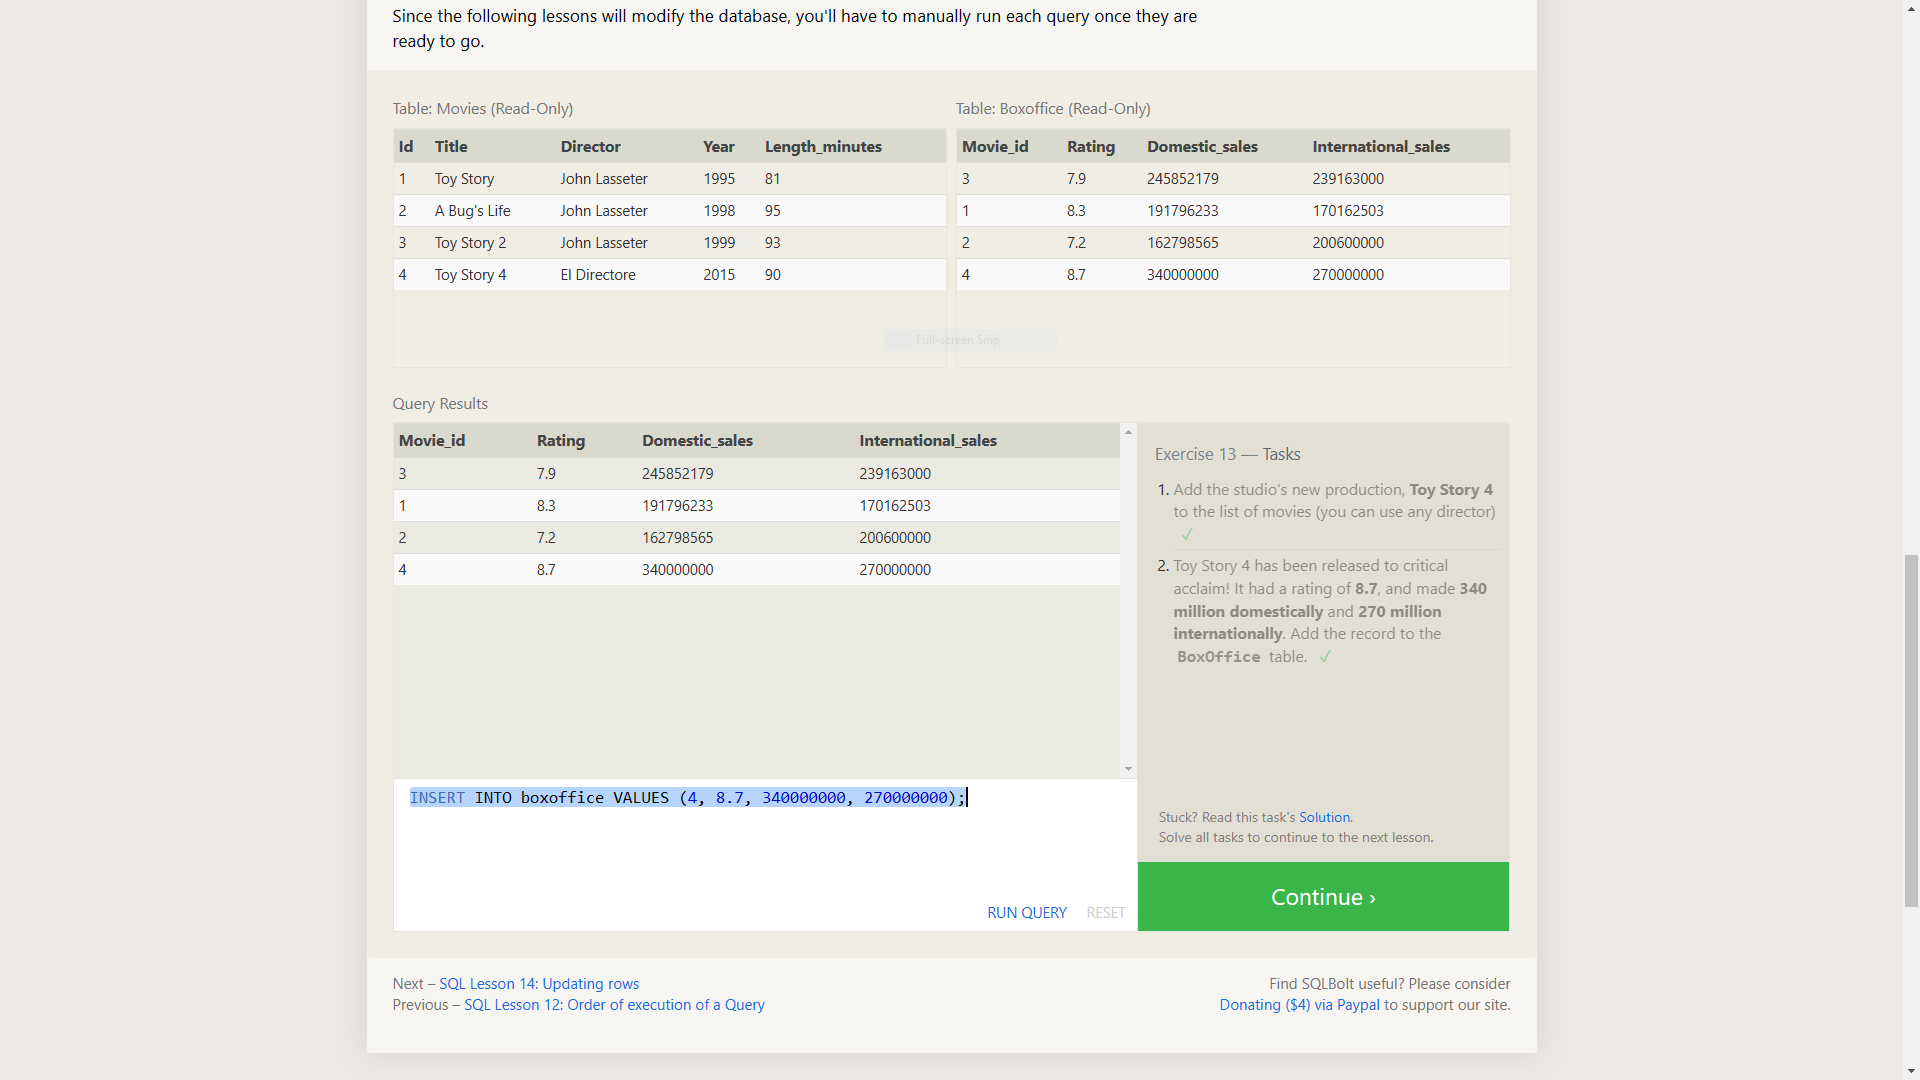 Since the following lessons will modify the database, you'll have to manually run each query once they are
ready to go.
Table: Movies (Read-Only)
Id Title Director Year Length_minutes
1 Toy Story John Lasseter 1995 81
2 A Bug's Life John Lasseter 1998 95
3 Toy Story 2 John Lasseter 1999 93
4 Toy Story 4 El Directore 2015 90
Table: Boxoffice (Read-Only)
Movie_id Rating Domestic_sales International_sales
3 7.9 245852179 239163000
1 8.3 191796233 170162503
2 7.2 162798565 200600000
4 8.7 340000000 270000000
Full-screen Snip
Query Results
Movie_id Rating Domestic_sales International_sales
3 7.9 245852179 239163000
1 8.3 191796233 170162503
2 7.2 162798565 200600000
4 8.7 340000000 270000000
INSERT INTO boxoffice VALUES (4, 8.7, 340000000, 270000000);
RUN QUERY RESET
Exercise 13 — Tasks
1. Add the studio's new production, Toy Story 4
to the list of movies (you can use any director)
✓
2. Toy Story 4 has been released to critical
acclaim! It had a rating of 8.7, and made 340
million domestically and 270 million
internationally. Add the record to the
BoxOffice table. ✓
Stuck? Read this task's Solution.
Solve all tasks to continue to the next lesson.
Continue ›
Next – SQL Lesson 14: Updating rows
Previous – SQL Lesson 12: Order of execution of a Query
Find SQLBolt useful? Please consider
Donating ($4) via Paypal to support our site.